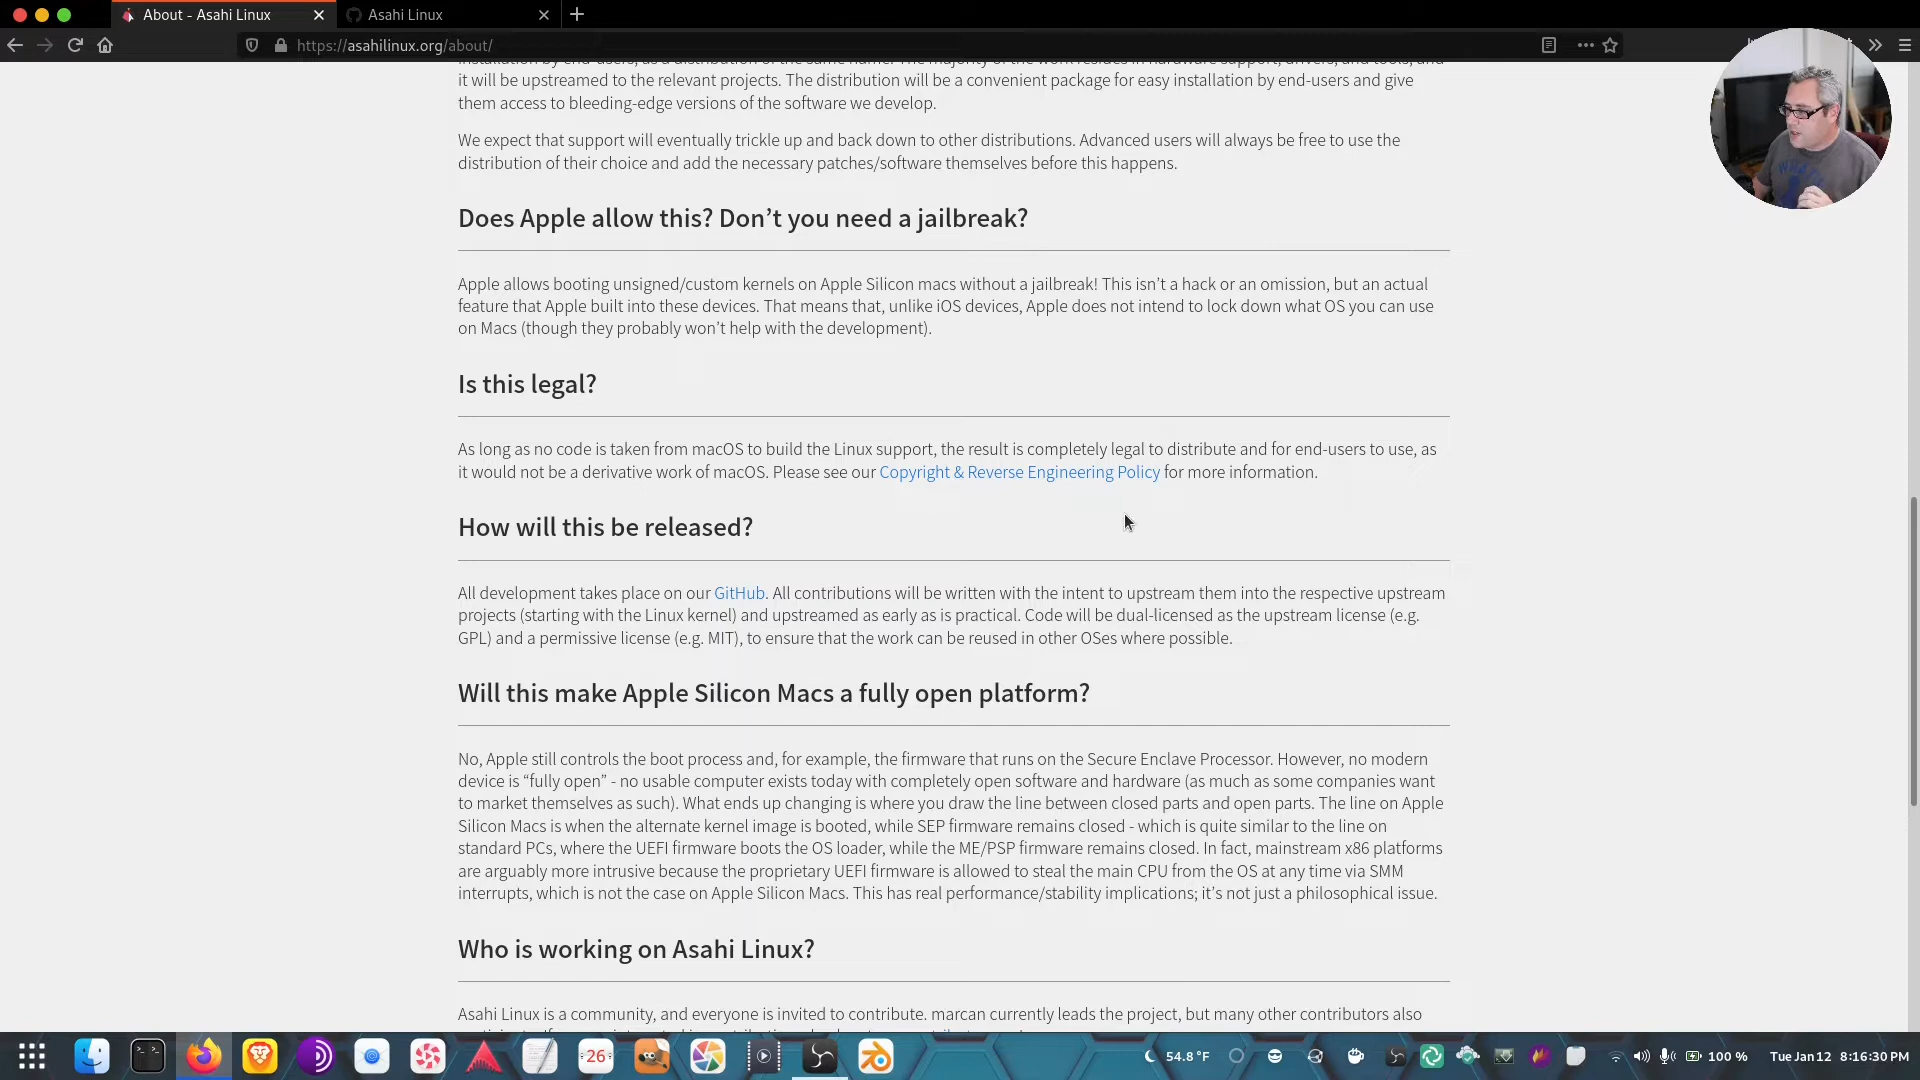 About - Asahi Linux
Asahi Linux
https://asahilinux.org/about/
it will be upstreamed to the relevant projects. The distribution will be a convenient package for easy installation by end-users and give
them access to bleeding-edge versions of the software we develop.
We expect that support will eventually trickle up and back down to other distributions. Advanced users will always be free to use the
distribution of their choice and add the necessary patches/software themselves before this happens.
Does Apple allow this? Don’t you need a jailbreak?
Apple allows booting unsigned/custom kernels on Apple Silicon macs without a jailbreak! This isn’t a hack or an omission, but an actual
feature that Apple built into these devices. That means that, unlike iOS devices, Apple does not intend to lock down what OS you can use
on Macs (though they probably won’t help with the development).
Is this legal?
As long as no code is taken from macOS to build the Linux support, the result is completely legal to distribute and for end-users to use, as
it would not be a derivative work of macOS. Please see our Copyright & Reverse Engineering Policy for more information.
How will this be released?
All development takes place on our GitHub. All contributions will be written with the intent to upstream them into the respective upstream
projects (starting with the Linux kernel) and upstreamed as early as is practical. Code will be dual-licensed as the upstream license (e.g.
GPL) and a permissive license (e.g. MIT), to ensure that the work can be reused in other OSes where possible.
Will this make Apple Silicon Macs a fully open platform?
No, Apple still controls the boot process and, for example, the firmware that runs on the Secure Enclave Processor. However, no modern
device is “fully open” - no usable computer exists today with completely open software and hardware (as much as some companies want
to market themselves as such). What ends up changing is where you draw the line between closed parts and open parts. The line on Apple
Silicon Macs is when the alternate kernel image is booted, while SEP firmware remains closed - which is quite similar to the line on
standard PCs, where the UEFI firmware boots the OS loader, while the ME/PSP firmware remains closed. In fact, mainstream x86 platforms
are arguably more intrusive because the proprietary UEFI firmware is allowed to steal the main CPU from the OS at any time via SMM
interrupts, which is not the case on Apple Silicon Macs. This has real performance/stability implications; it’s not just a philosophical issue.
Who is working on Asahi Linux?
Asahi Linux is a community, and everyone is invited to contribute. marcan currently leads the project, but many other contributors also
26
54.8 °F
100 %
Tue Jan 12 8:16:30 PM